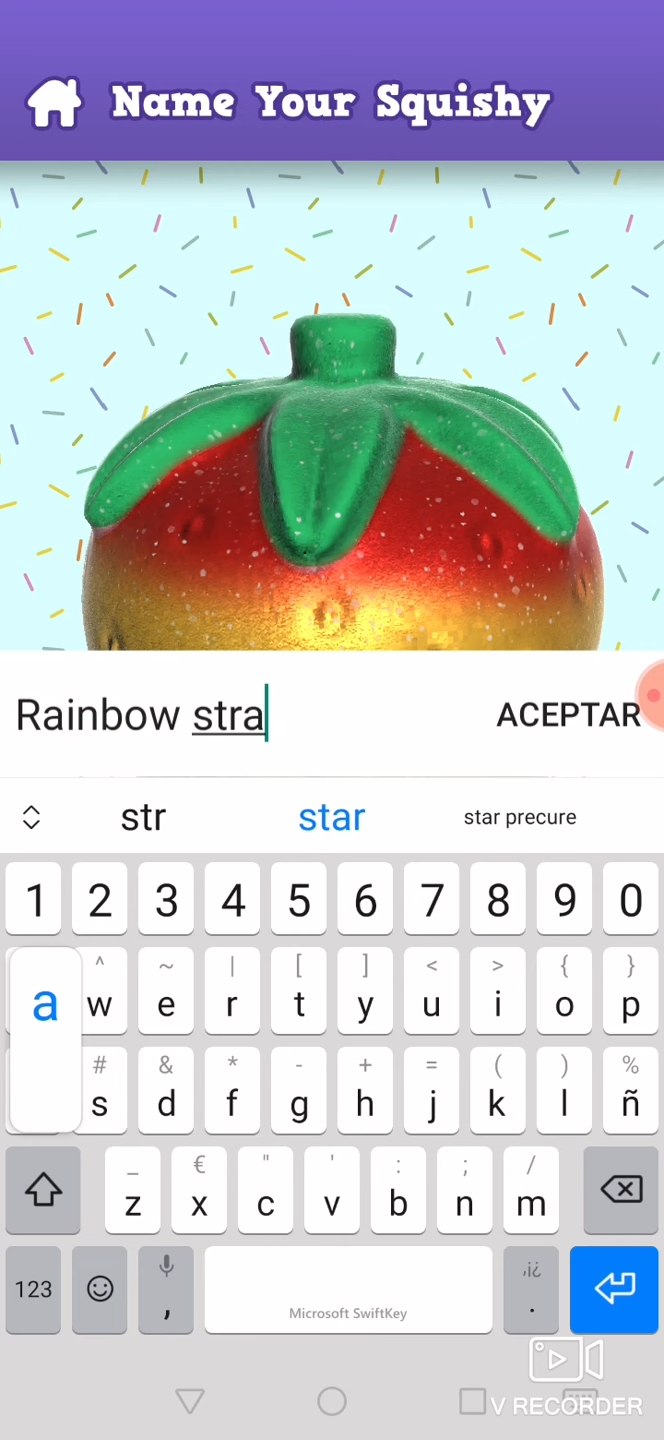 Name Your Squishy
Rainbow stra
ACEPTAR
str star star precure
1 2 3 4 5 6 7 8 9 0
^ ~ | [ ] < > { }
a w e r t y u i o p
# & * - + = ( ) %
s d f g h j k l ñ
_ € " ' : ; /
z x c v b n m
123 , Microsoft SwiftKey ,¡¿ .
V RECORDER